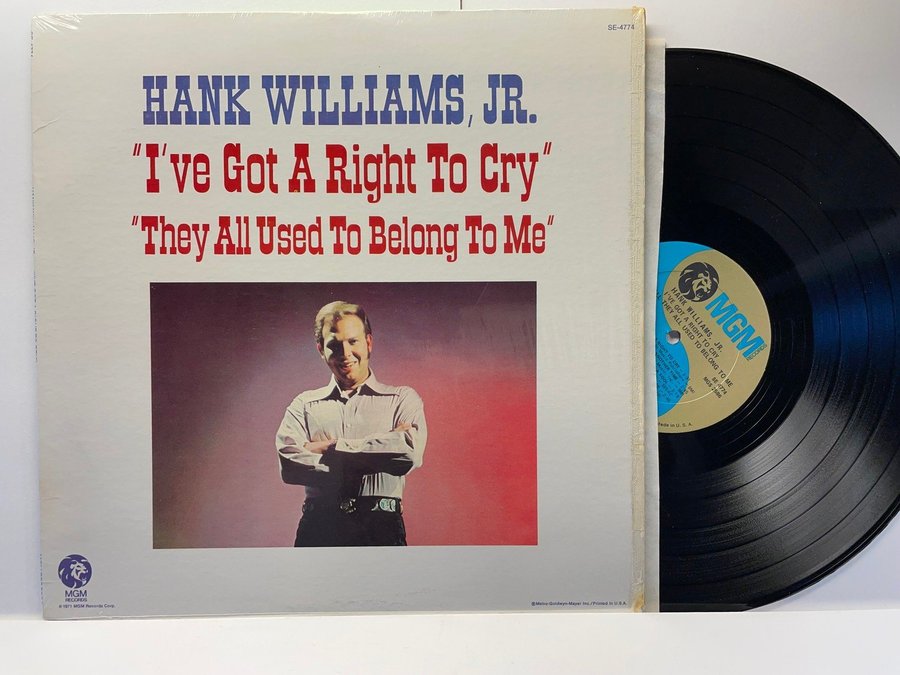 SE-4774
HANK WILLIAMS, JR.
"I've Got A Right To Cry"
"They All Used To Belong To Me"
MGM
RECORDS
© 1971 MGM Records Corp.
®Metro-Goldwyn-Mayer Inc./Printed in U.S.A.
MGM
HANK WILLIAMS, JR.
I'VE GOT A RIGHT TO CRY
THEY ALL USED TO BELONG TO ME
SE-4774
Made in U.S.A.